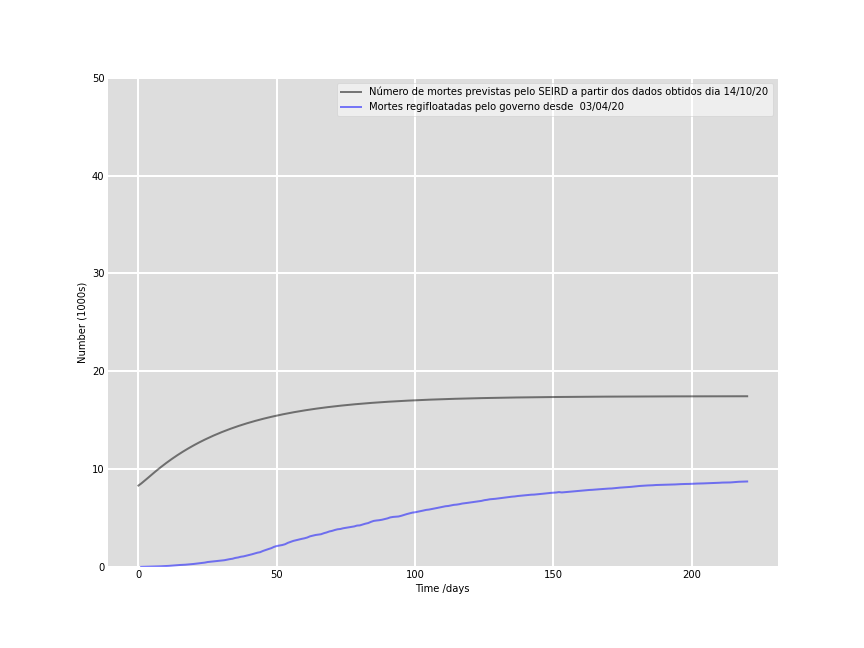 Número de mortes previstas pelo SEIRD a partir dos dados obtidos dia 14/10/20
Mortes regifloatadas pelo governo desde  03/04/20
50
40
30
20
10
0
Number (1000s)
0 50 100 150 200
Time /days